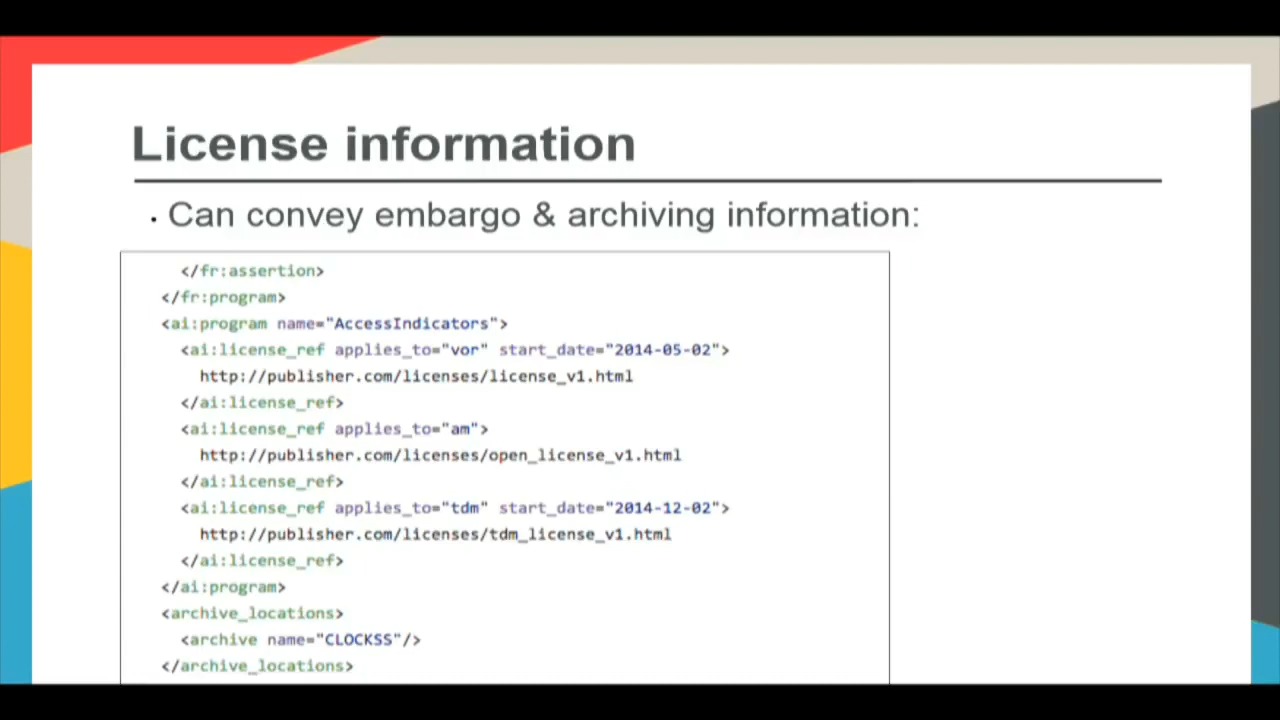 License information
· Can convey embargo & archiving information:
</fr:assertion>
</fr:program>
<ai:program name="AccessIndicators">
<ai:license_ref applies_to="vor" start_date="2014-05-02">
http://publisher.com/licenses/license_v1.html
</ai:license_ref>
<ai:license_ref applies_to="am">
http://publisher.com/licenses/open_license_v1.html
</ai:license_ref>
<ai:license_ref applies_to="tdm" start_date="2014-12-02">
http://publisher.com/licenses/tdm_license_v1.html
</ai:license_ref>
</ai:program>
<archive_locations>
<archive name="CLOCKSS"/>
</archive_locations>